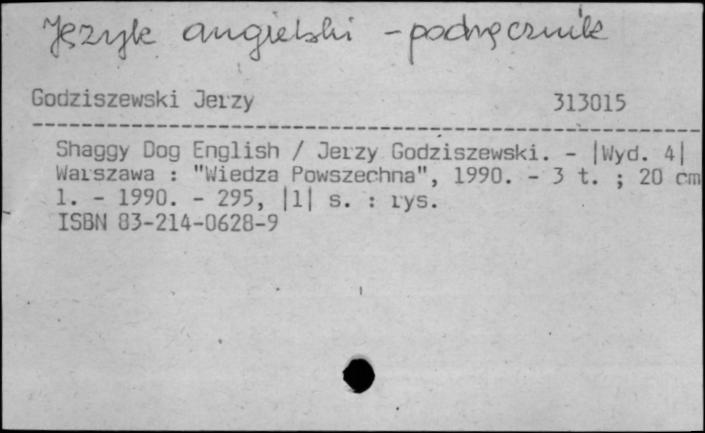 Język angielski - podręcznik
Godziszewski Jerzy 313015
Shaggy Dog English / Jerzy Godziszewski. - |Wyd. 4|
Warszawa : "Wiedza Powszechna", 1990. - 3 t. ; 20 cm
1. - 1990. - 295, |1| s. : rys.
ISBN 83-214-0628-9